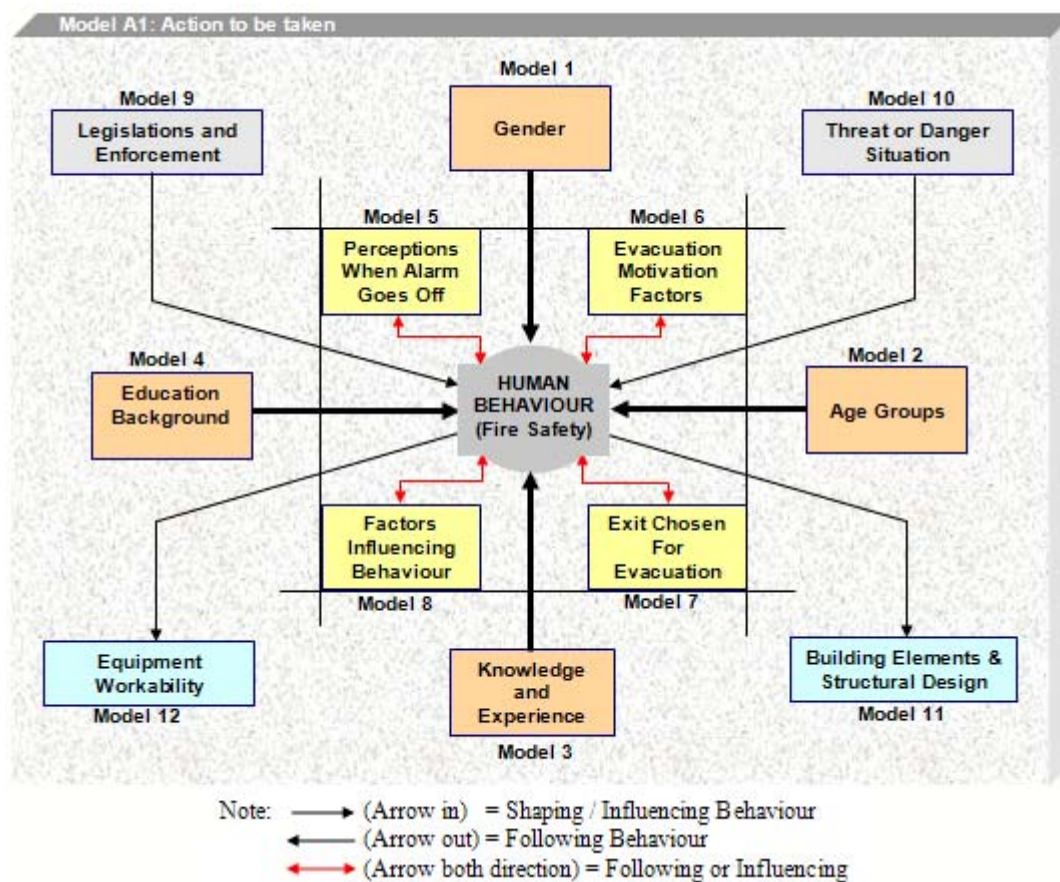 Model A1: Action to be taken
Model 1
Gender
Model 9
Legislations and
Enforcement
Model 10
Threat or Danger
Situation
Model 5
Perceptions
When Alarm
Goes Off
Model 6
Evacuation
Motivation
Factors
Model 4
Education
Background
HUMAN
BEHAVIOUR
(Fire Safety)
Model 2
Age Groups
Factors
Influencing
Behaviour
Model 8
Exit Chosen
For
Evacuation
Model 7
Equipment
Workability
Model 12
Knowledge
and
Experience
Model 3
Building Elements &
Structural Design
Model 11
Note: (Arrow in) = Shaping / Influencing Behaviour
(Arrow out) = Following Behaviour
(Arrow both direction) = Following or Influencing